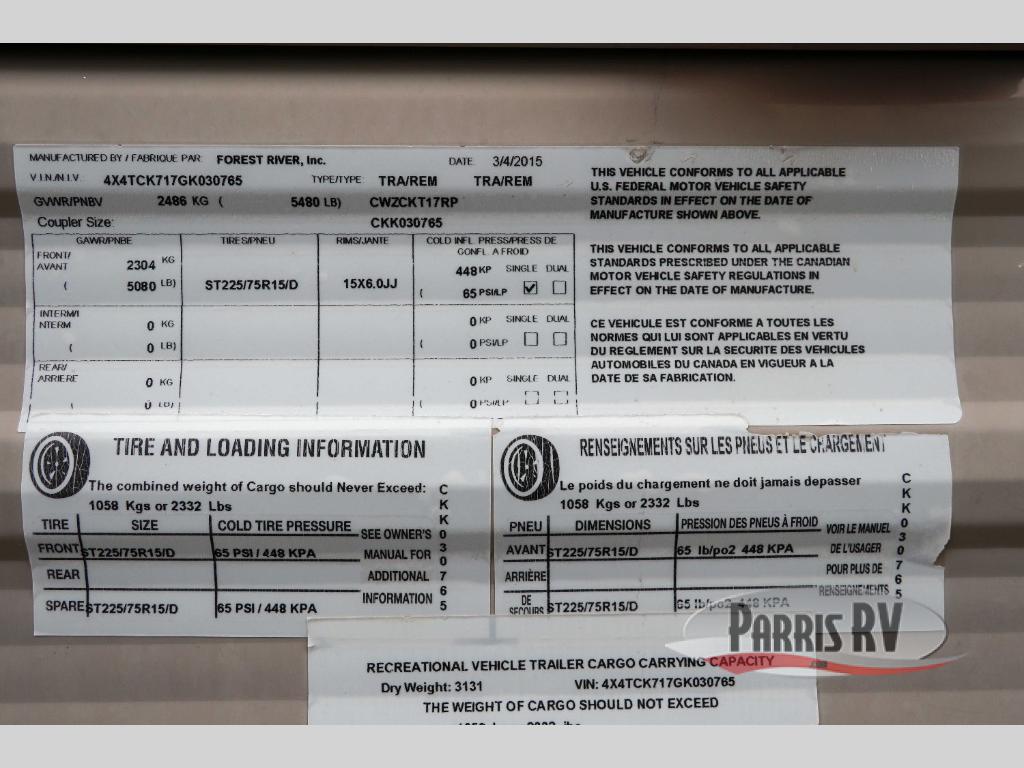 MANUFACTURED BY / FABRIQUE PAR: FOREST RIVER, Inc. DATE: 3/4/2015
V.I.N./N.I.V. 4X4TCK717GK030765 TYPE/TYPE: TRA/REM TRA/REM
GVWR/PNBV 2486 KG ( 5480 LB) CWZCKT17RP
Coupler Size: CKK030765
GAWR/PNBE TIRES/PNEU RIMS/JANTE COLD INFL. PRESS/PRESS DE
GONFL. A FROID
FRONT/
AVANT 2304 KG 448 KP SINGLE DUAL
( 5080 LB) ST225/75R15/D 15X6.0JJ ( 65 PSI/LP
INTERM/I
NTERM 0 KG 0 KP SINGLE DUAL
( 0 LB) ( 0 PSI/LP
REAR/
ARRIERE 0 KG 0 KP SINGLE DUAL
( 0 LB) ( 0 PSI/LP
THIS VEHICLE CONFORMS TO ALL APPLICABLE
U.S. FEDERAL MOTOR VEHICLE SAFETY
STANDARDS IN EFFECT ON THE DATE OF
MANUFACTURE SHOWN ABOVE.
THIS VEHICLE CONFORMS TO ALL APPLICABLE
STANDARDS PRESCRIBED UNDER THE CANADIAN
MOTOR VEHICLE SAFETY REGULATIONS IN
EFFECT ON THE DATE OF MANUFACTURE.
CE VEHICULE EST CONFORME A TOUTES LES
NORMES QUI LUI SONT APPLICABLES EN VERTU
DU REGLEMENT SUR LA SECURITE DES VEHICULES
AUTOMOBILES DU CANADA EN VIGUEUR A LA
DATE DE SA FABRICATION.
TIRE AND LOADING INFORMATION
The combined weight of Cargo should Never Exceed:
1058 Kgs or 2332 Lbs
TIRE SIZE COLD TIRE PRESSURE
FRONT ST225/75R15/D 65 PSI / 448 KPA
REAR
SPARE ST225/75R15/D 65 PSI / 448 KPA
SEE OWNER'S
MANUAL FOR
ADDITIONAL
INFORMATION
CKK030765
RENSEIGNEMENTS SUR LES PNEUS ET LE CHARGEMENT
Le poids du chargement ne doit jamais depasser
1058 Kgs or 2332 Lbs
PNEU DIMENSIONS PRESSION DES PNEUS À FROID
AVANT ST225/75R15/D 65 lb/po2 448 KPA
ARRIÈRE
DE
SECOURS ST225/75R15/D 65 lb/po2 448 KPA
VOIR LE MANUEL
DE L'USAGER
POUR PLUS DE
RENSEIGNEMENTS
CKK030765
PARRIS RV
.com
RECREATIONAL VEHICLE TRAILER CARGO CARRYING CAPACITY
Dry Weight: 3131 VIN: 4X4TCK717GK030765
THE WEIGHT OF CARGO SHOULD NOT EXCEED